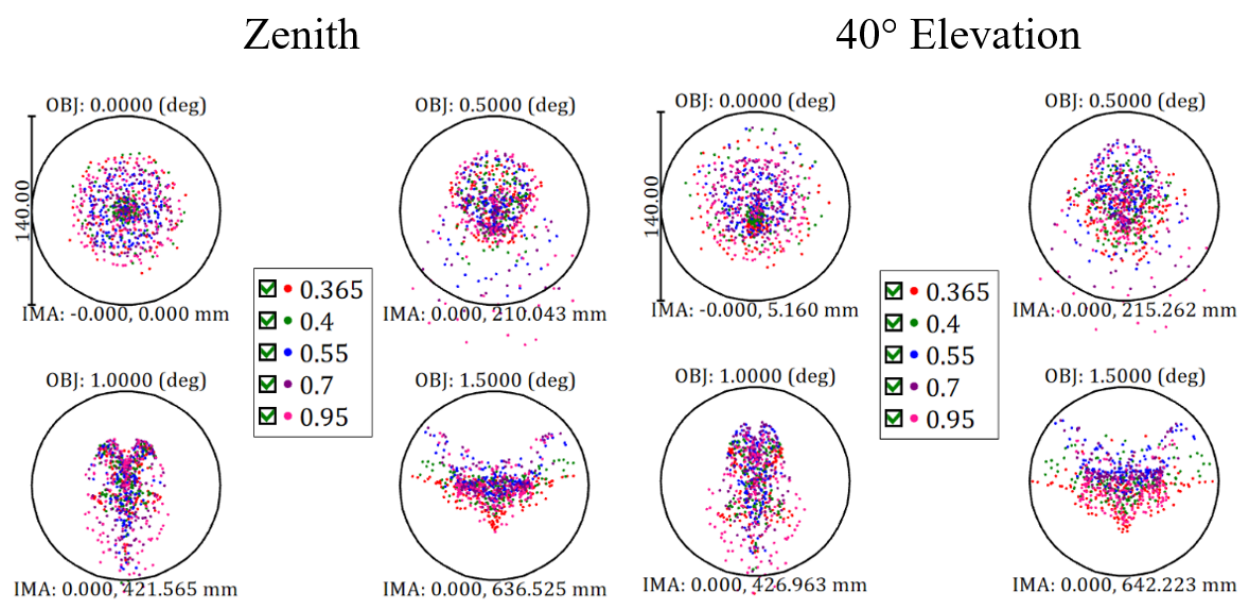 Zenith
40° Elevation
OBJ: 0.0000 (deg)
140.00
IMA: -0.000, 0.000 mm
OBJ: 0.5000 (deg)
IMA: 0.000, 210.043 mm
0.365
0.4
0.55
0.7
0.95
OBJ: 1.0000 (deg)
IMA: 0.000, 421.565 mm
OBJ: 1.5000 (deg)
IMA: 0.000, 636.525 mm
OBJ: 0.0000 (deg)
140.00
IMA: -0.000, 5.160 mm
OBJ: 0.5000 (deg)
IMA: 0.000, 215.262 mm
0.365
0.4
0.55
0.7
0.95
OBJ: 1.0000 (deg)
IMA: 0.000, 426.963 mm
OBJ: 1.5000 (deg)
IMA: 0.000, 642.223 mm